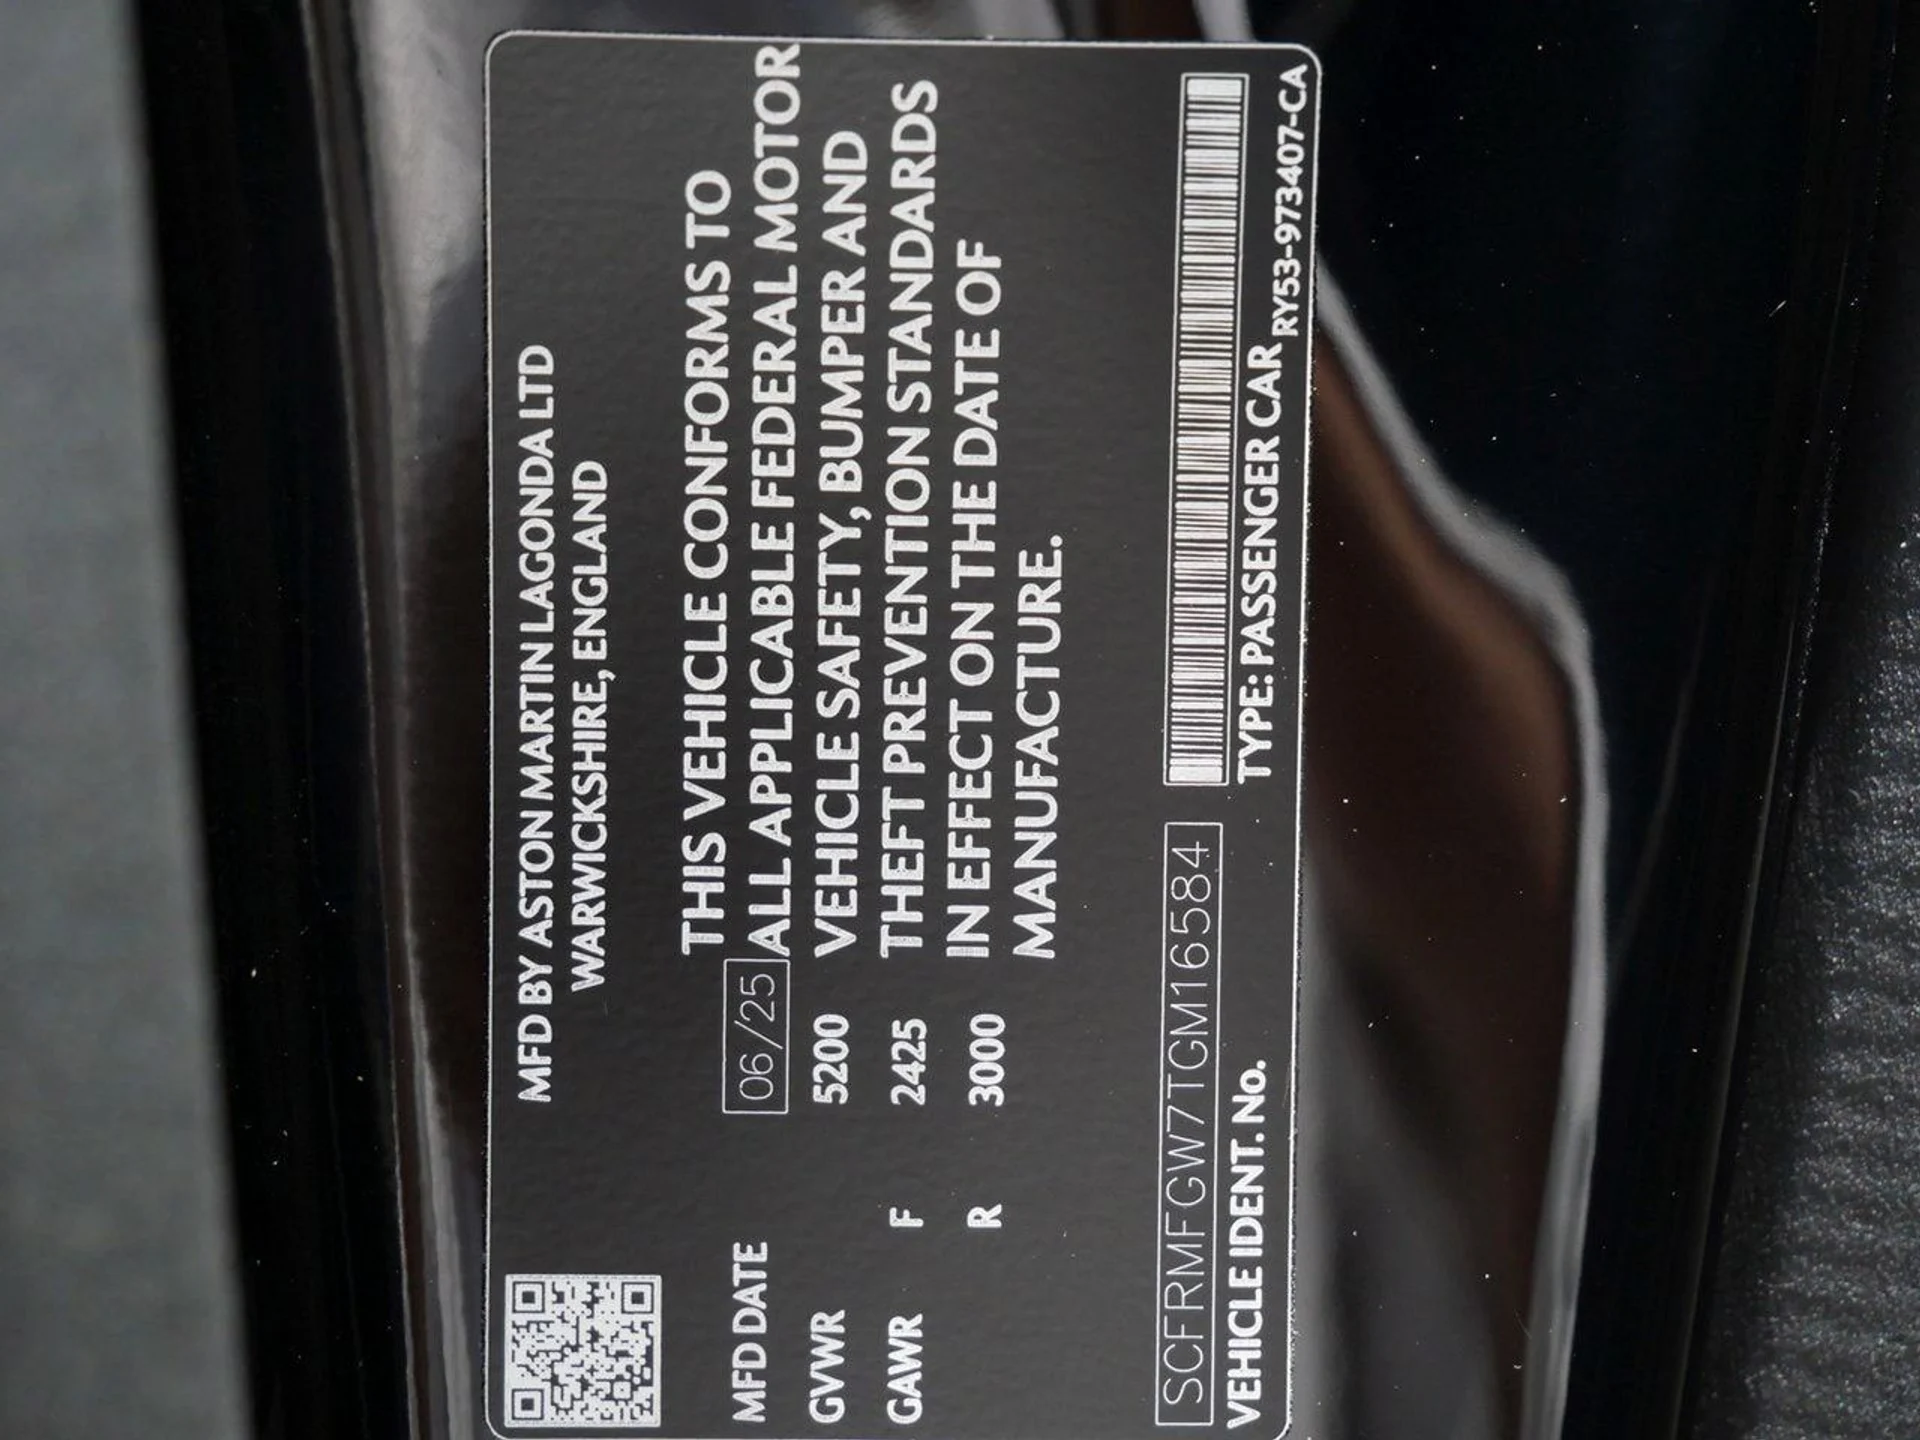 MFD BY ASTON MARTIN LAGONDA LTD
WARWICKSHIRE, ENGLAND
MFD DATE 06/25
GVWR 5200
GAWR F 2425
R 3000
THIS VEHICLE CONFORMS TO
ALL APPLICABLE FEDERAL MOTOR
VEHICLE SAFETY, BUMPER AND
THEFT PREVENTION STANDARDS
IN EFFECT ON THE DATE OF
MANUFACTURE.
SCFRMFGW7TGM16584
VEHICLE IDENT. No.
TYPE: PASSENGER CAR
RY53-973407-CA